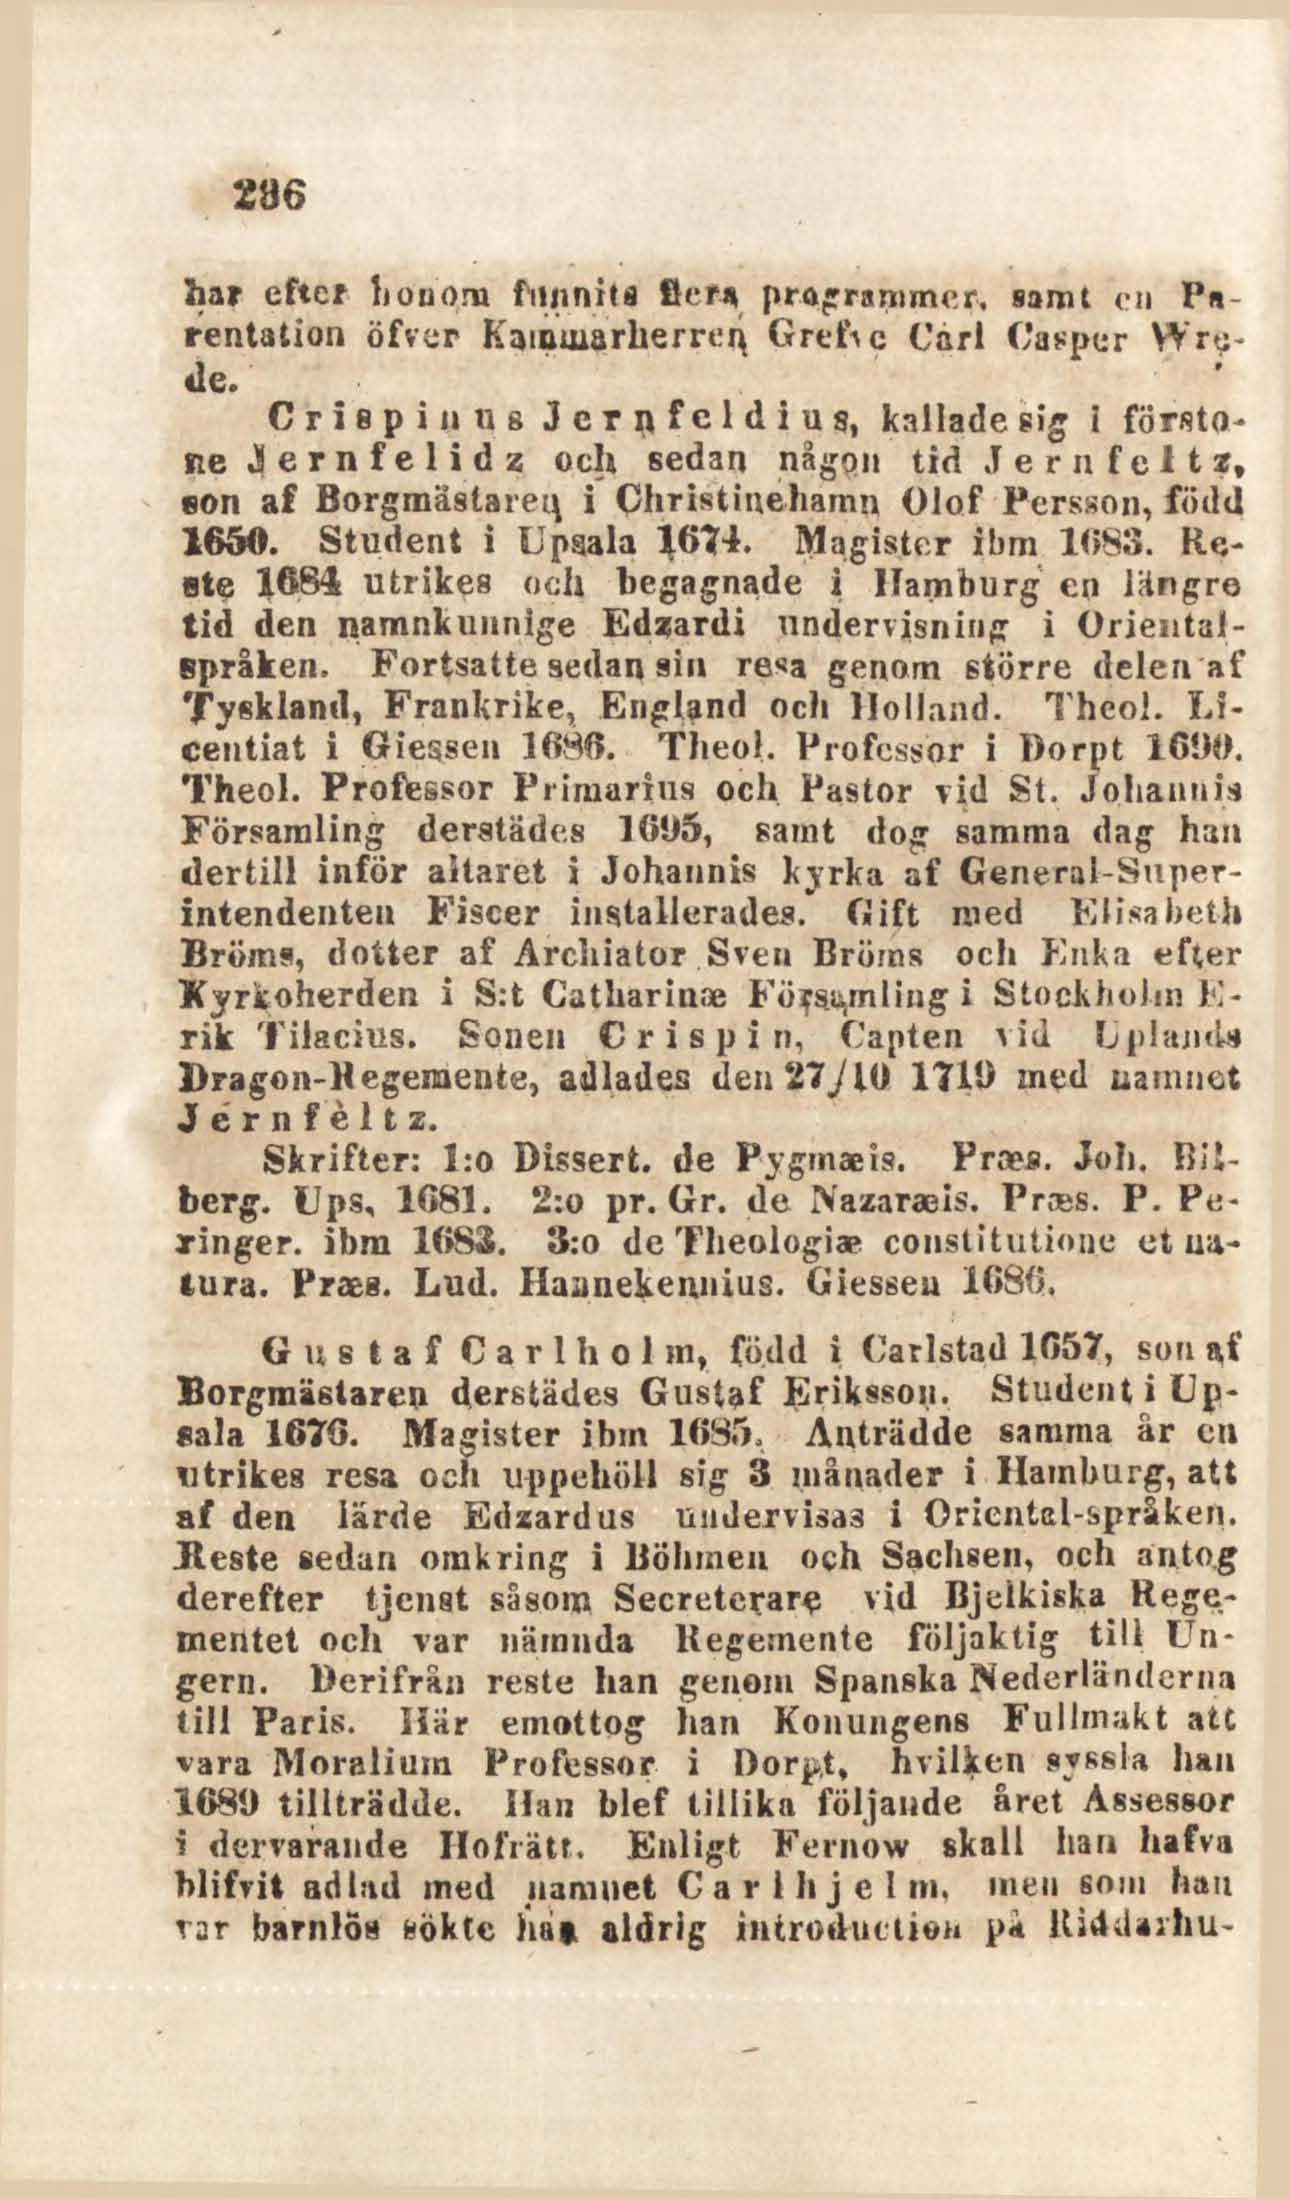 296
har efter honom funnits flera programmer, samt en Pa-
rentation öfver Kammarherren Grefve Carl Casper Wre-
de.
Crispinus Jernfeldius, kallade sig i försto-
ne Jernfelidz och sedan någon tid Jernfeltz,
son af Borgmästaren i Christinehamn Olof Persson, född
1650. Student i Upsala 1674. Magister ibm 1683. Re-
ste 1684 utrikes och begagnade i Hamburg en längre
tid den namnkunnige Edzardi undervisning i Oriental-
språken. Fortsatte sedan sin resa genom större delen af
Tyskland, Frankrike, England och Holland. Theol. Li-
centiat i Giessen 1686. Theol. Professor i Dorpt 1690.
Theol. Professor Primarius och Pastor vid St. Johannis
Församling derstädes 1695, samt dog samma dag han
dertill inför altaret i Johannis kyrka af General-Super-
intendenten Fiscer installerades. Gift med Elisabeth
Bröms, dotter af Archiator Sven Bröms och Enka efter
Kyrkoherden i S:t Catharinæ Församling i Stockholm E-
rik Tilacius. Sonen Crispin, Capten vid Uplands
Dragon-Regemente, adlades den 27/10 1719 med namnet
Jernfeltz.
Skrifter: 1:o Dissert. de Pygmæis. Præs. Joh. Bil-
berg. Ups. 1681. 2:o pr. Gr. de Nazaræis. Præs. P. Pe-
ringer. ibm 1683. 3:o de Theologiæ constitutione et na-
tura. Præs. Lud. Hannekennius. Giessen 1686.
Gustaf Carlholm, född i Carlstad 1657, son af
Borgmästaren derstädes Gustaf Eriksson. Student i Up-
sala 1676. Magister ibm 1685. Anträdde samma år en
utrikes resa och uppehöll sig 3 månader i Hamburg, att
af den lärde Edzardus undervisas i Oriental-språken.
Reste sedan omkring i Böhmen och Sachsen, och antog
derefter tjenst såsom Secreterare vid Bjelkiska Rege-
mentet och var nämnda Regemente följaktig till Un-
gern. Derifrån reste han genom Spanska Nederländerna
till Paris. Här emottog han Konungens Fullmakt att
vara Moralium Professor i Dorpt, hvilken syssla han
1689 tillträdde. Han blef tillika följande året Assessor
i dervarande Hofrätt. Enligt Fernow skall han hafva
blifvit adlad med namnet Carlhjelm, men som han
var barnlös sökte han aldrig introduction på Riddarhu-